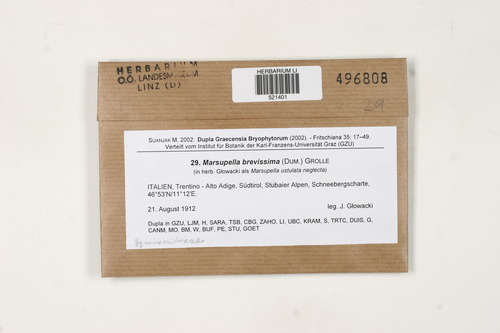 HERBARIUM
O.Ö. LANDESMUSEUM
LINZ (LI)
HERBARIUM LI
521401
496808
29
SUANJAK M. 2002: Dupla Graecensia Bryophytorum (2002). - Fritschiana 35: 17–49.
Verteilt vom Institut für Botanik der Karl-Franzens-Universität Graz (GZU)
29. Marsupella brevissima (DUM.) GROLLE
(in herb. Glowacki als Marsupella ustulata neglecta)
ITALIEN, Trentino - Alto Adige, Südtirol, Stubaier Alpen, Schneebergscharte,
46°53'N/11°12'E.
21. August 1912
leg. J. Głowacki
Dupla in GZU, LJM, H, SARA, TSB, CBG, ZAHO, LI, UBC, KRAM, S, TRTC, DUIS, G,
CANM, MO, BM, W, BUF, PE, STU, GOET